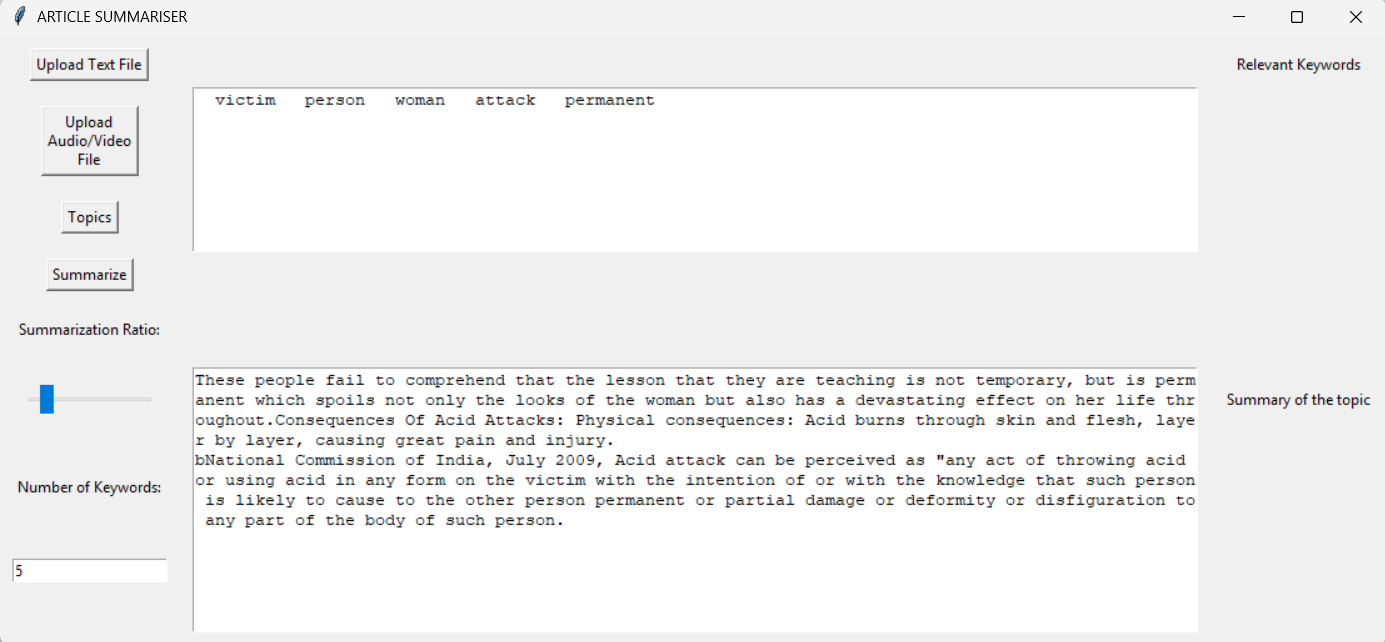 ARTICLE SUMMARISER
Upload Text File
Relevant Keywords
victim person woman attack permanent
Upload
Audio/Video
File
Topics
Summarize
Summarization Ratio:
These people fail to comprehend that the lesson that they are teaching is not temporary, but is perm
anent which spoils not only the looks of the woman but also has a devastating effect on her life thr
oughout.Consequences Of Acid Attacks: Physical consequences: Acid burns through skin and flesh, laye
r by layer, causing great pain and injury.
bNational Commission of India, July 2009, Acid attack can be perceived as "any act of throwing acid
or using acid in any form on the victim with the intention of or with the knowledge that such person
is likely to cause to the other person permanent or partial damage or deformity or disfiguration to
any part of the body of such person.
Summary of the topic
Number of Keywords:
5